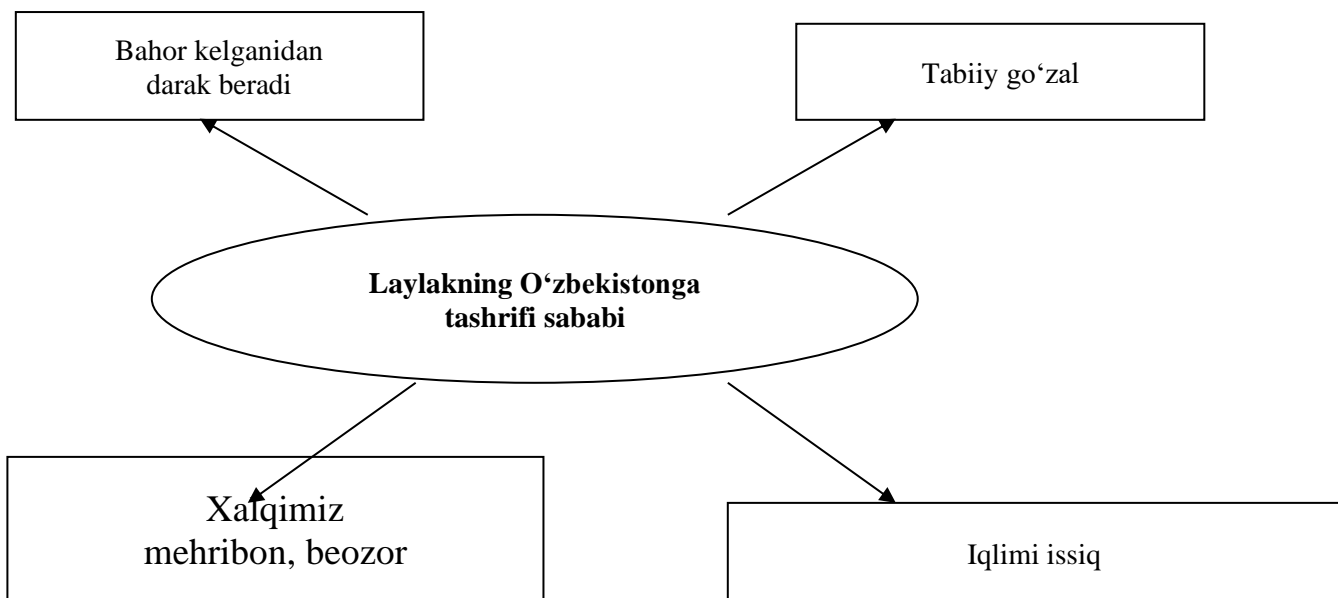 Bahor kelganidan
darak beradi
Tabiiy go‘zal
Laylakning O‘zbekistonga
tashrifi sababi
Xalqimiz
mehribon, beozor
Iqlimi issiq